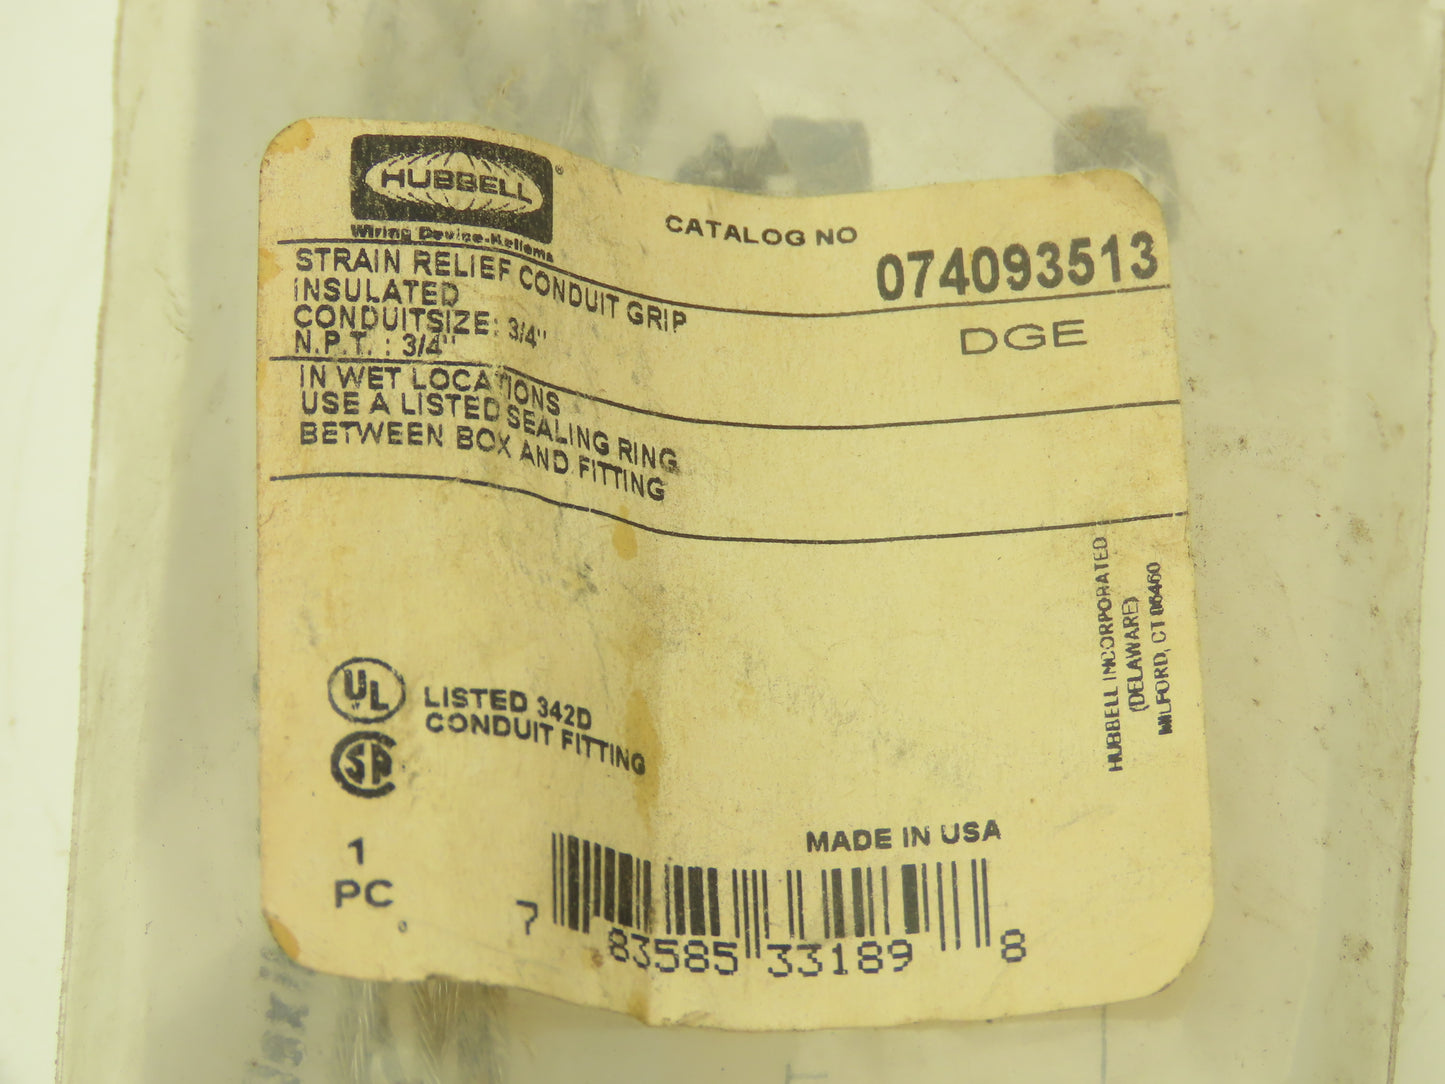 HUBBELL
®
Wiring Device-Kellems
CATALOG NO
074093513
STRAIN RELIEF CONDUIT GRIP
INSULATED
CONDUITSIZE: 3/4"
N.P.T. : 3/4"
DGE
IN WET LOCATIONS
USE A LISTED SEALING RING
BETWEEN BOX AND FITTING
HUBBELL INCORPORATED
(DELAWARE)
MILFORD, CT 06460
UL
LISTED 342D
CONDUIT FITTING
SP
MADE IN USA
1
PC
7 83585 33189 8